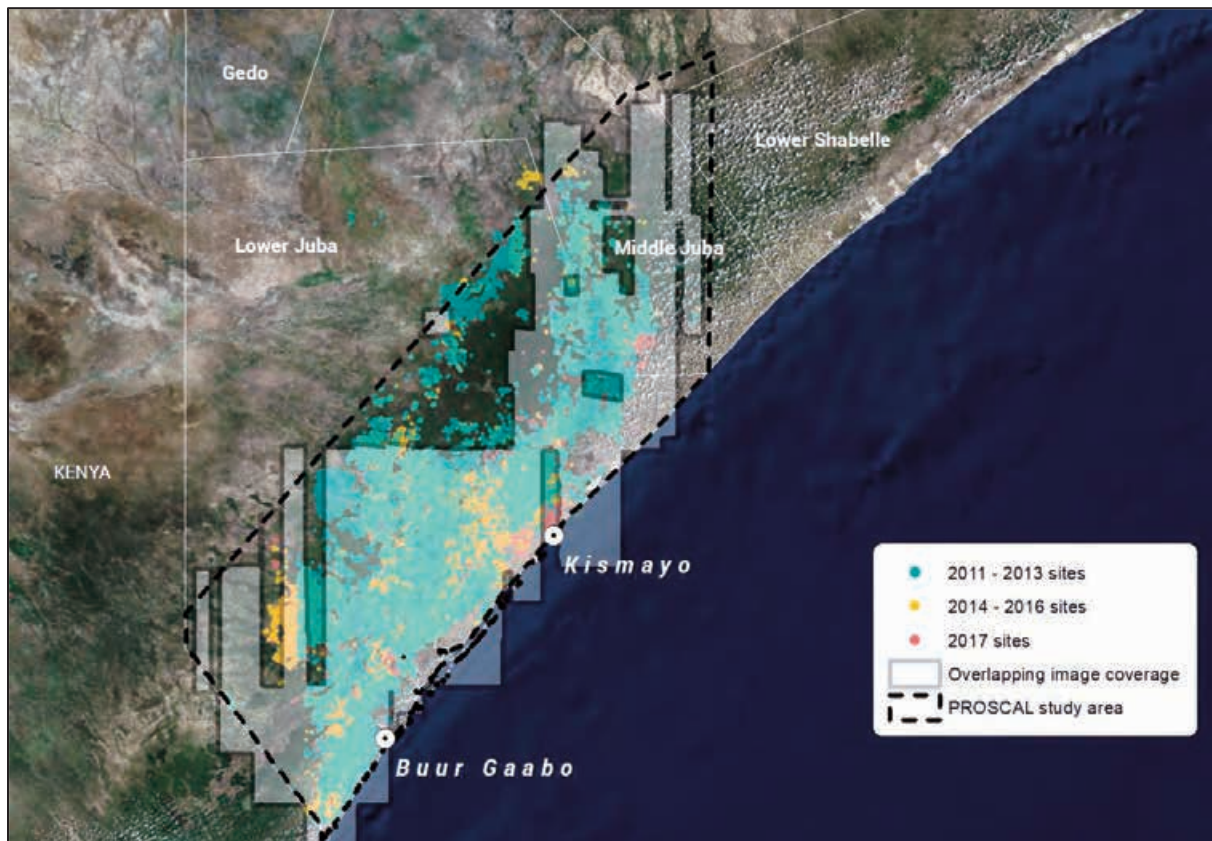 Gedo
Lower Shabelle
Lower Juba
Middle Juba
KENYA
Kismayo
Buur Gaabo
2011 - 2013 sites
2014 - 2016 sites
2017 sites
Overlapping image coverage
PROSCAL study area